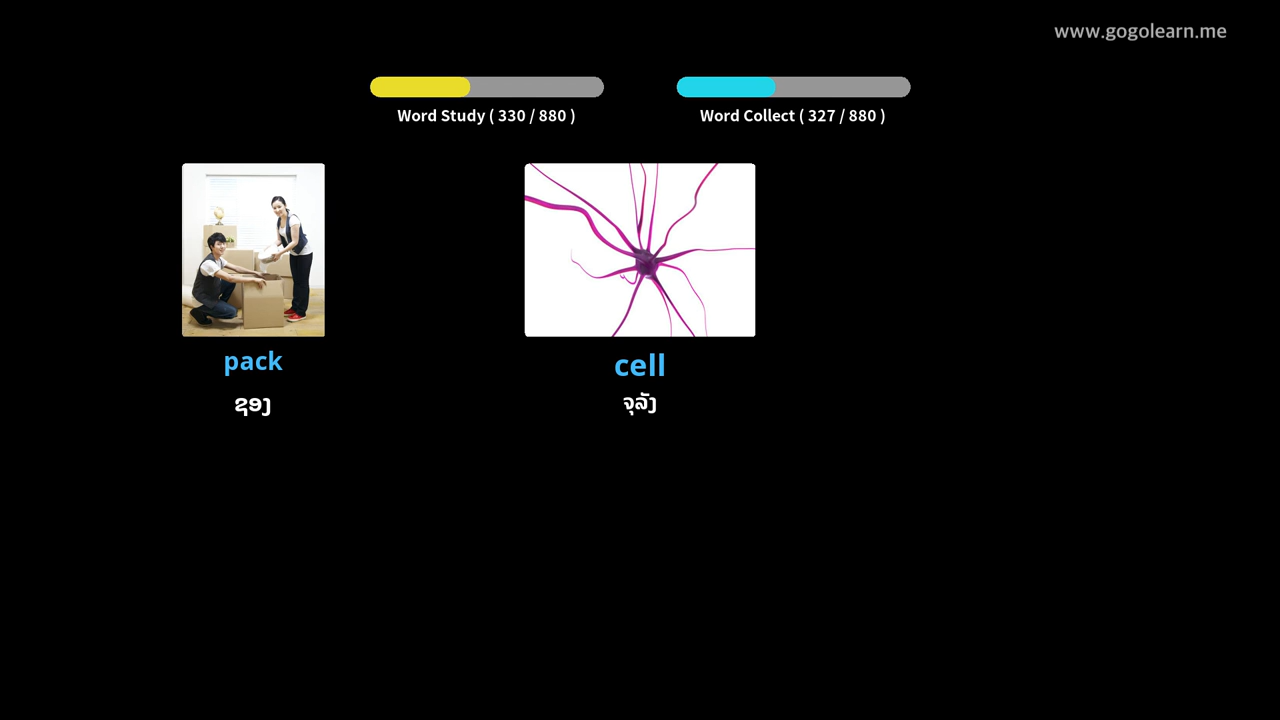 www.gogolearn.me
Word Study ( 330 / 880 )
Word Collect ( 327 / 880 )
pack
ຊອງ
cell
ຈຸລັງ